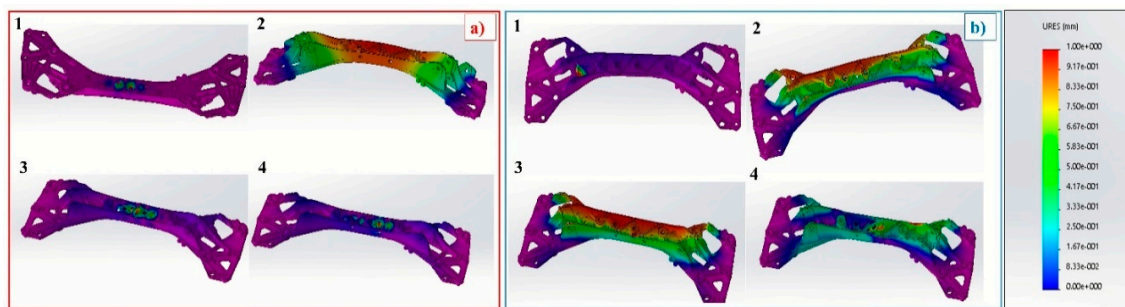 1
2
a)
3
4
1
2
b)
3
4
URES (mm)
1.00e+000
9.17e-001
8.33e-001
7.50e-001
6.67e-001
5.83e-001
5.00e-001
4.17e-001
3.33e-001
2.50e-001
1.67e-001
8.33e-002
0.00e+000